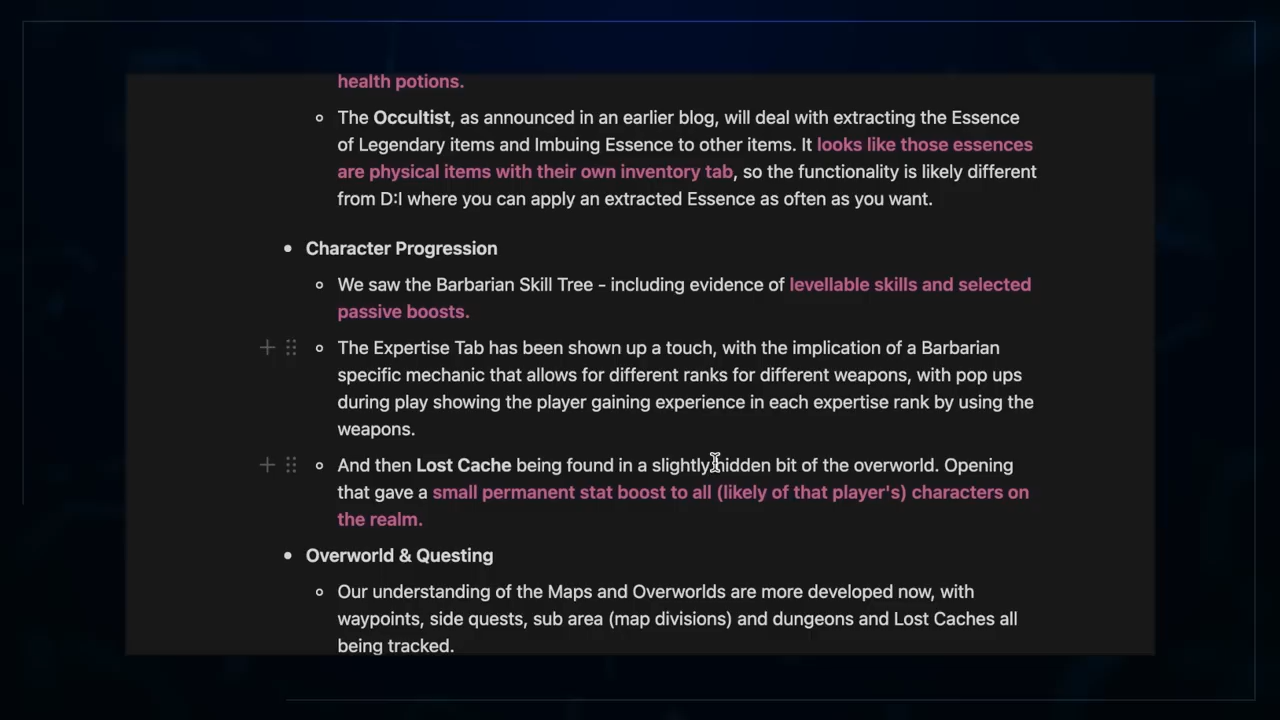 health potions.
The Occultist, as announced in an earlier blog, will deal with extracting the Essence
of Legendary items and Imbuing Essence to other items. It looks like those essences
are physical items with their own inventory tab, so the functionality is likely different
from D:I where you can apply an extracted Essence as often as you want.
Character Progression
We saw the Barbarian Skill Tree - including evidence of levellable skills and selected
passive boosts.
The Expertise Tab has been shown up a touch, with the implication of a Barbarian
specific mechanic that allows for different ranks for different weapons, with pop ups
during play showing the player gaining experience in each expertise rank by using the
weapons.
And then Lost Cache being found in a slightly hidden bit of the overworld. Opening
that gave a small permanent stat boost to all (likely of that player's) characters on
the realm.
Overworld & Questing
Our understanding of the Maps and Overworlds are more developed now, with
waypoints, side quests, sub area (map divisions) and dungeons and Lost Caches all
being tracked.